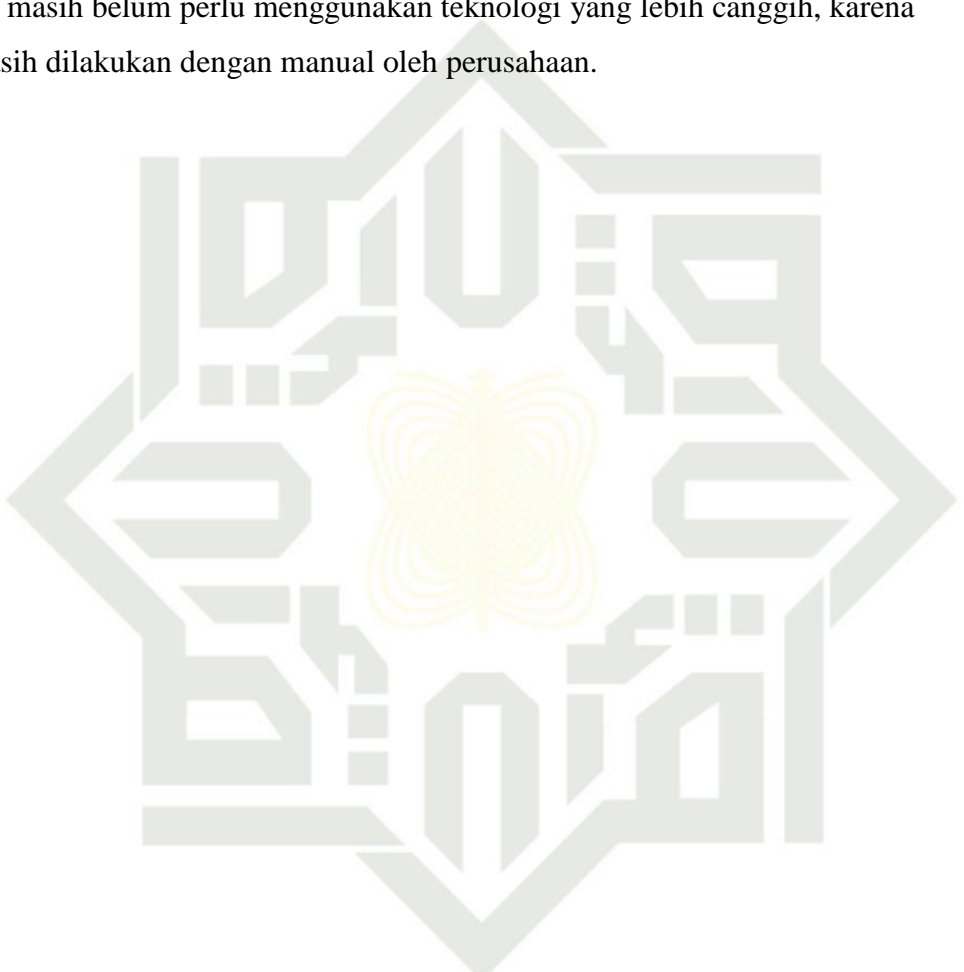 masih belum perlu menggunakan teknologi yang lebih canggih, karena
sih dilakukan dengan manual oleh perusahaan.